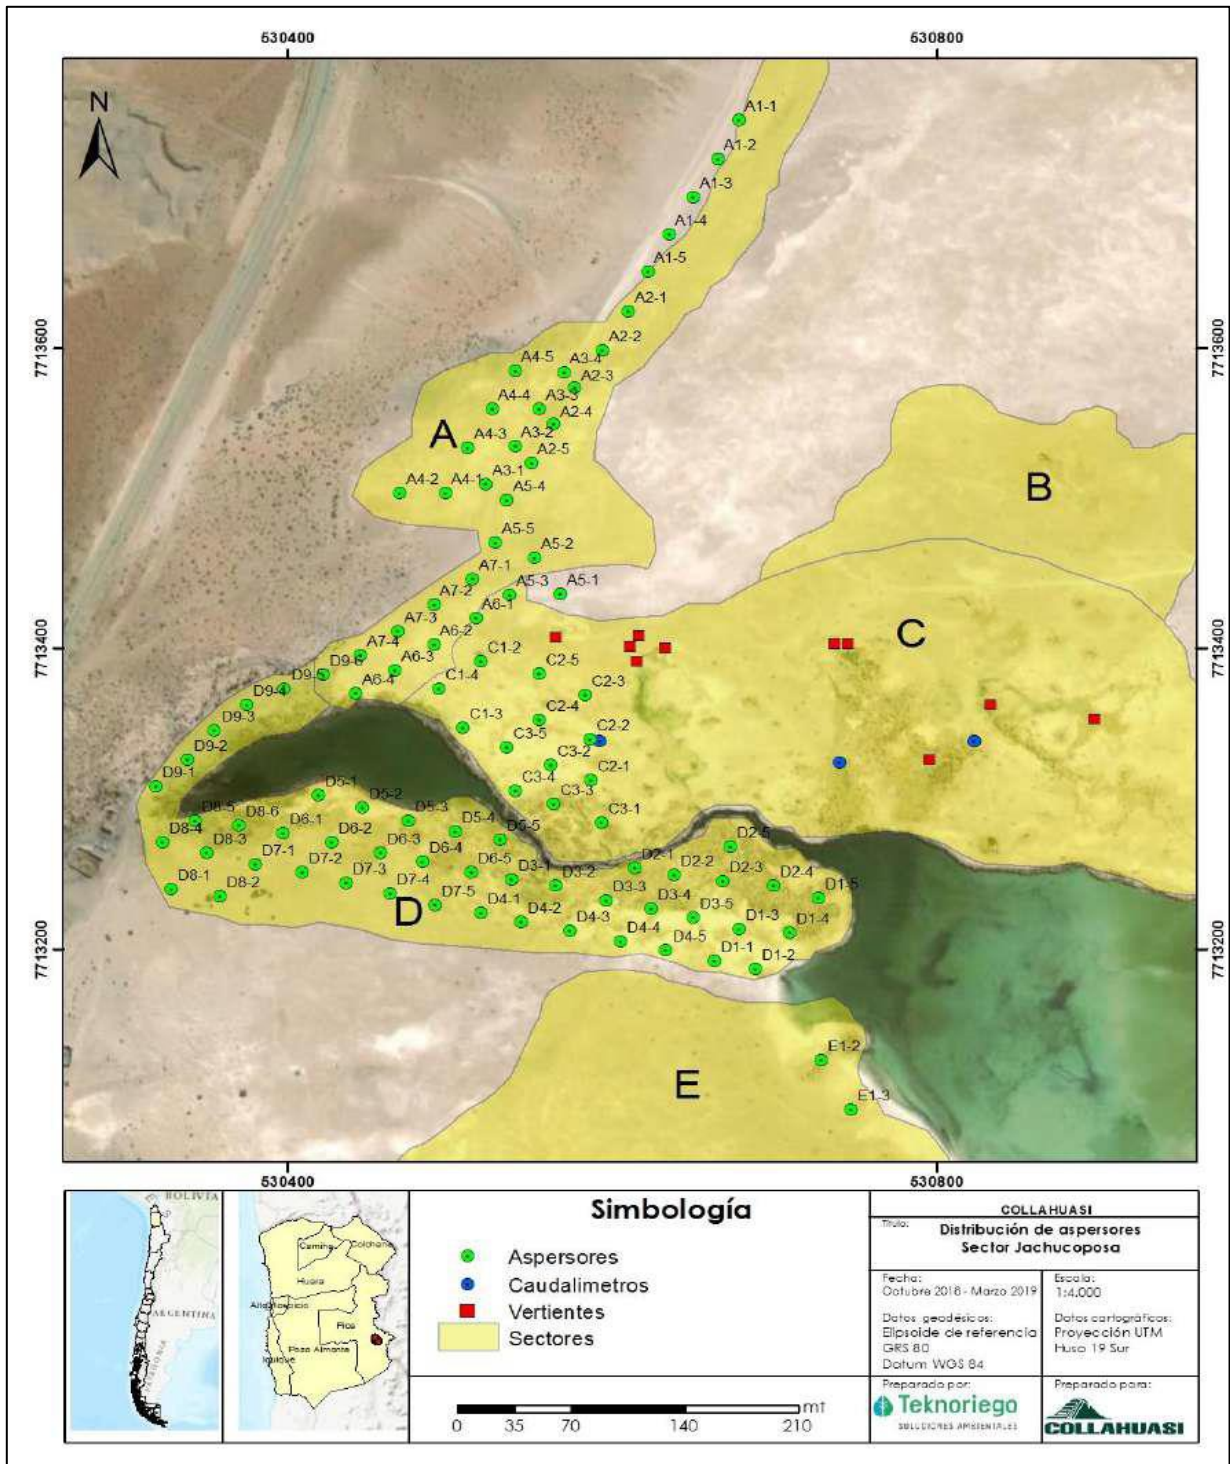 530400
530800
N
A1-1
A1-2
A1-3
A1-4
A1-5
A2-1
7713600
A2-2
7713600
A4-5
A3-4
A2-3
A4-4
A3-3
A2-4
A
A4-3
A3-2
A2-5
B
A4-2
A4-1
A3-1
A5-4
A5-5
A5-2
A7-1
A7-2
A5-3
A5-1
A7-3
A6-1
7713400
A7-4
A6-2
C
7713400
D9-6
A6-3
C1-2
C2-5
D9-5
D9-4
A6-4
C1-4
C2-3
D9-3
C1-3
C2-4
C2-2
D9-2
C3-5
C3-2
D9-1
C3-4
C2-1
D5-1
C3-3
D8-5
D8-6
D5-2
D5-3
C3-1
D8-4
D6-1
D6-2
D5-4
D5-5
D2-5
D8-3
D7-1
D6-3
D6-4
D2-1
D2-2
D7-2
D6-5
D3-1
D3-2
D2-3
D2-4
D8-1
D8-2
D7-3
D7-4
D3-3
D3-4
D1-5
D
D7-5
D4-1
D4-2
D3-5
D1-3
D1-4
7713200
D4-3
D4-4
D4-5
D1-1
D1-2
7713200
E1-2
E
E1-3
530400
530800
BOLIVIA
ARGENTINA
Camiña
Colchane
Huara
Pica
Pozo Almonte
Iquique
Simbología
Aspersores
Caudalimetros
Vertientes
Sectores
0 35 70 140 210 mt
COLLAHUASI
Título:
Distribución de aspersores
Sector Jachucoposa
Fecha:
Octubre 2018 - Marzo 2019
Escala:
1:4.000
Datos geodésicos:
Elipsoide de referencia
GRS 80
Datum WGS 84
Datos cartográficos:
Proyección UTM
Huso 19 Sur
Preparado por:
Teknoriego
SOLUCIONES AMBIENTALES
Preparado para:
COLLAHUASI